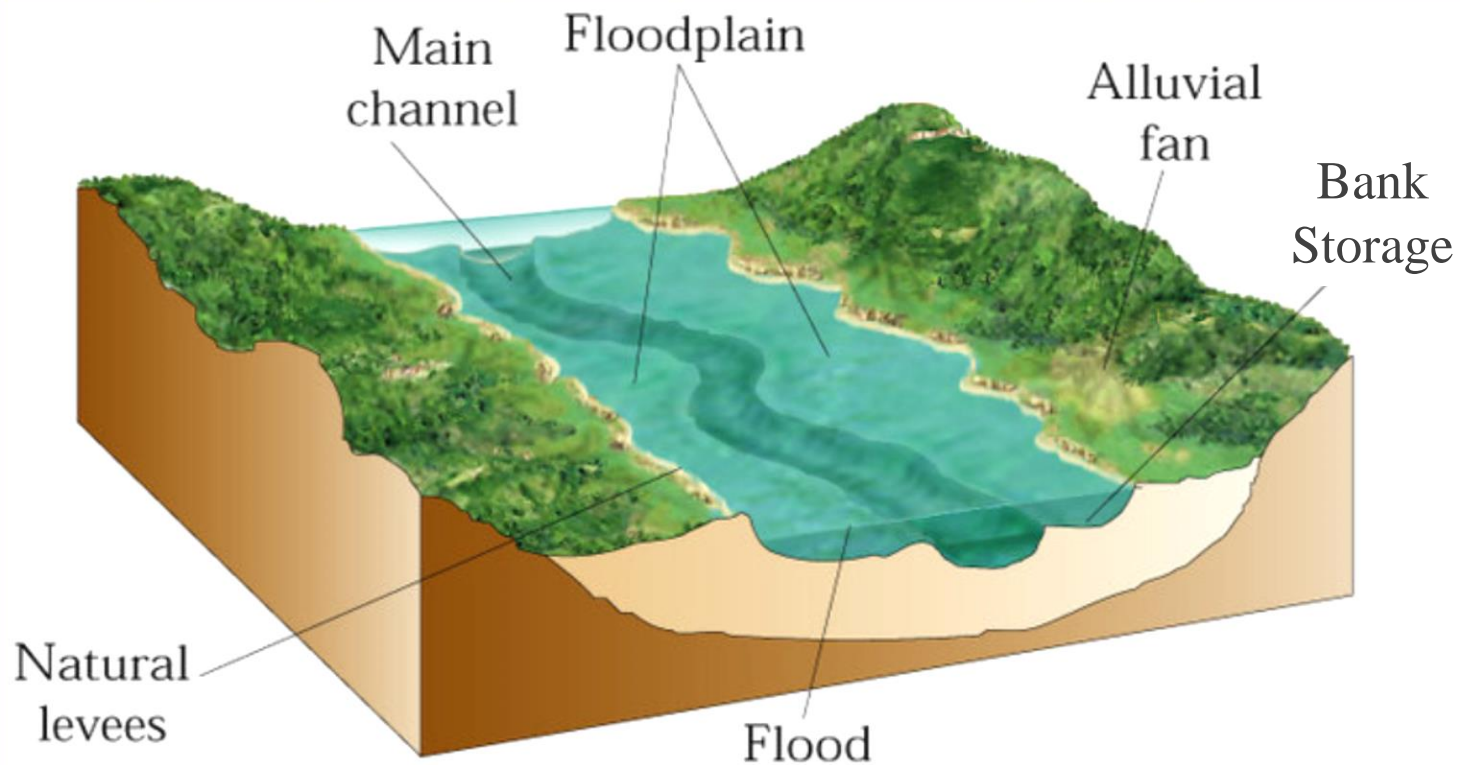 Main
channel
Floodplain
Alluvial
fan
Bank
Storage
Natural
levees
Flood